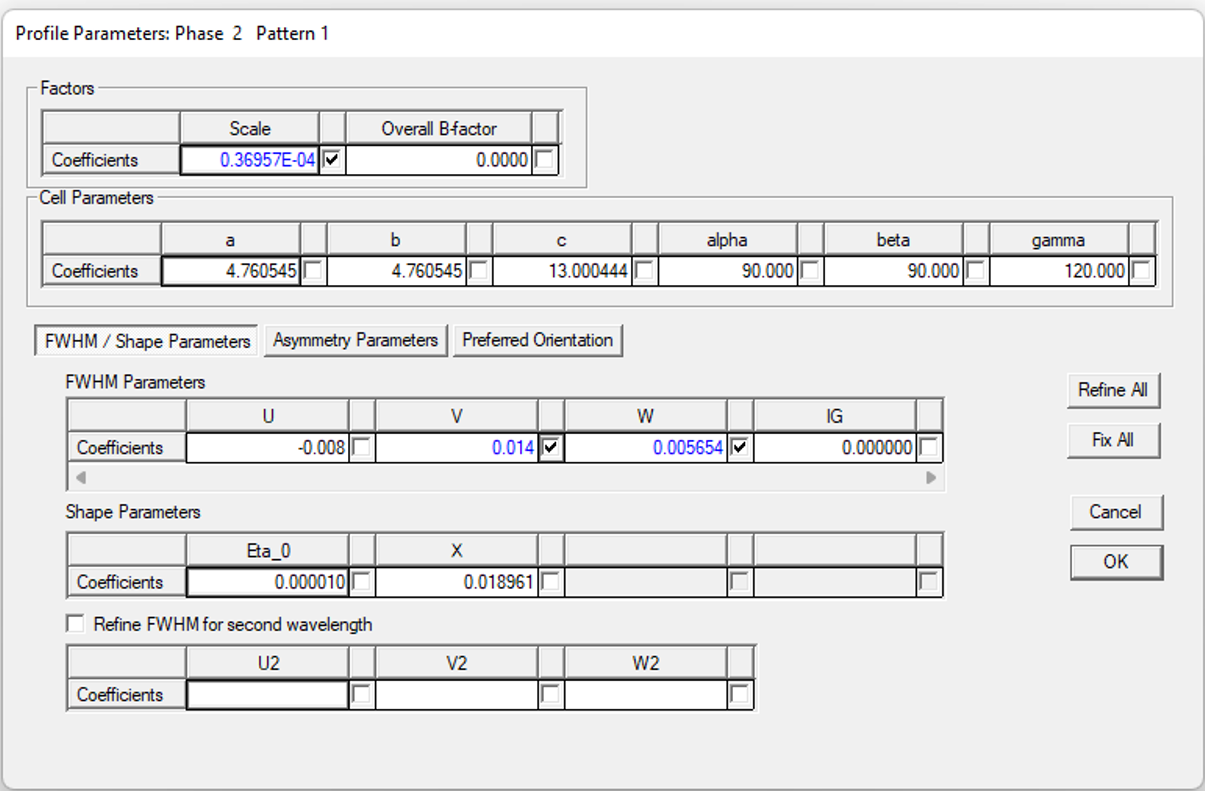 Profile Parameters: Phase 2 Pattern 1
Factors
Scale Overall B-factor
Coefficients 0.36957E-04 0.0000
Cell Parameters
a b c alpha beta gamma
Coefficients 4.760545 4.760545 13.000444 90.000 90.000 120.000
FWHM / Shape Parameters Asymmetry Parameters Preferred Orientation
FWHM Parameters
Refine All
U V W IG
Coefficients -0.008 0.014 0.005654 0.000000
Fix All
Shape Parameters
Cancel
Eta_0 X
OK
Coefficients 0.000010 0.018961
Refine FWHM for second wavelength
U2 V2 W2
Coefficients